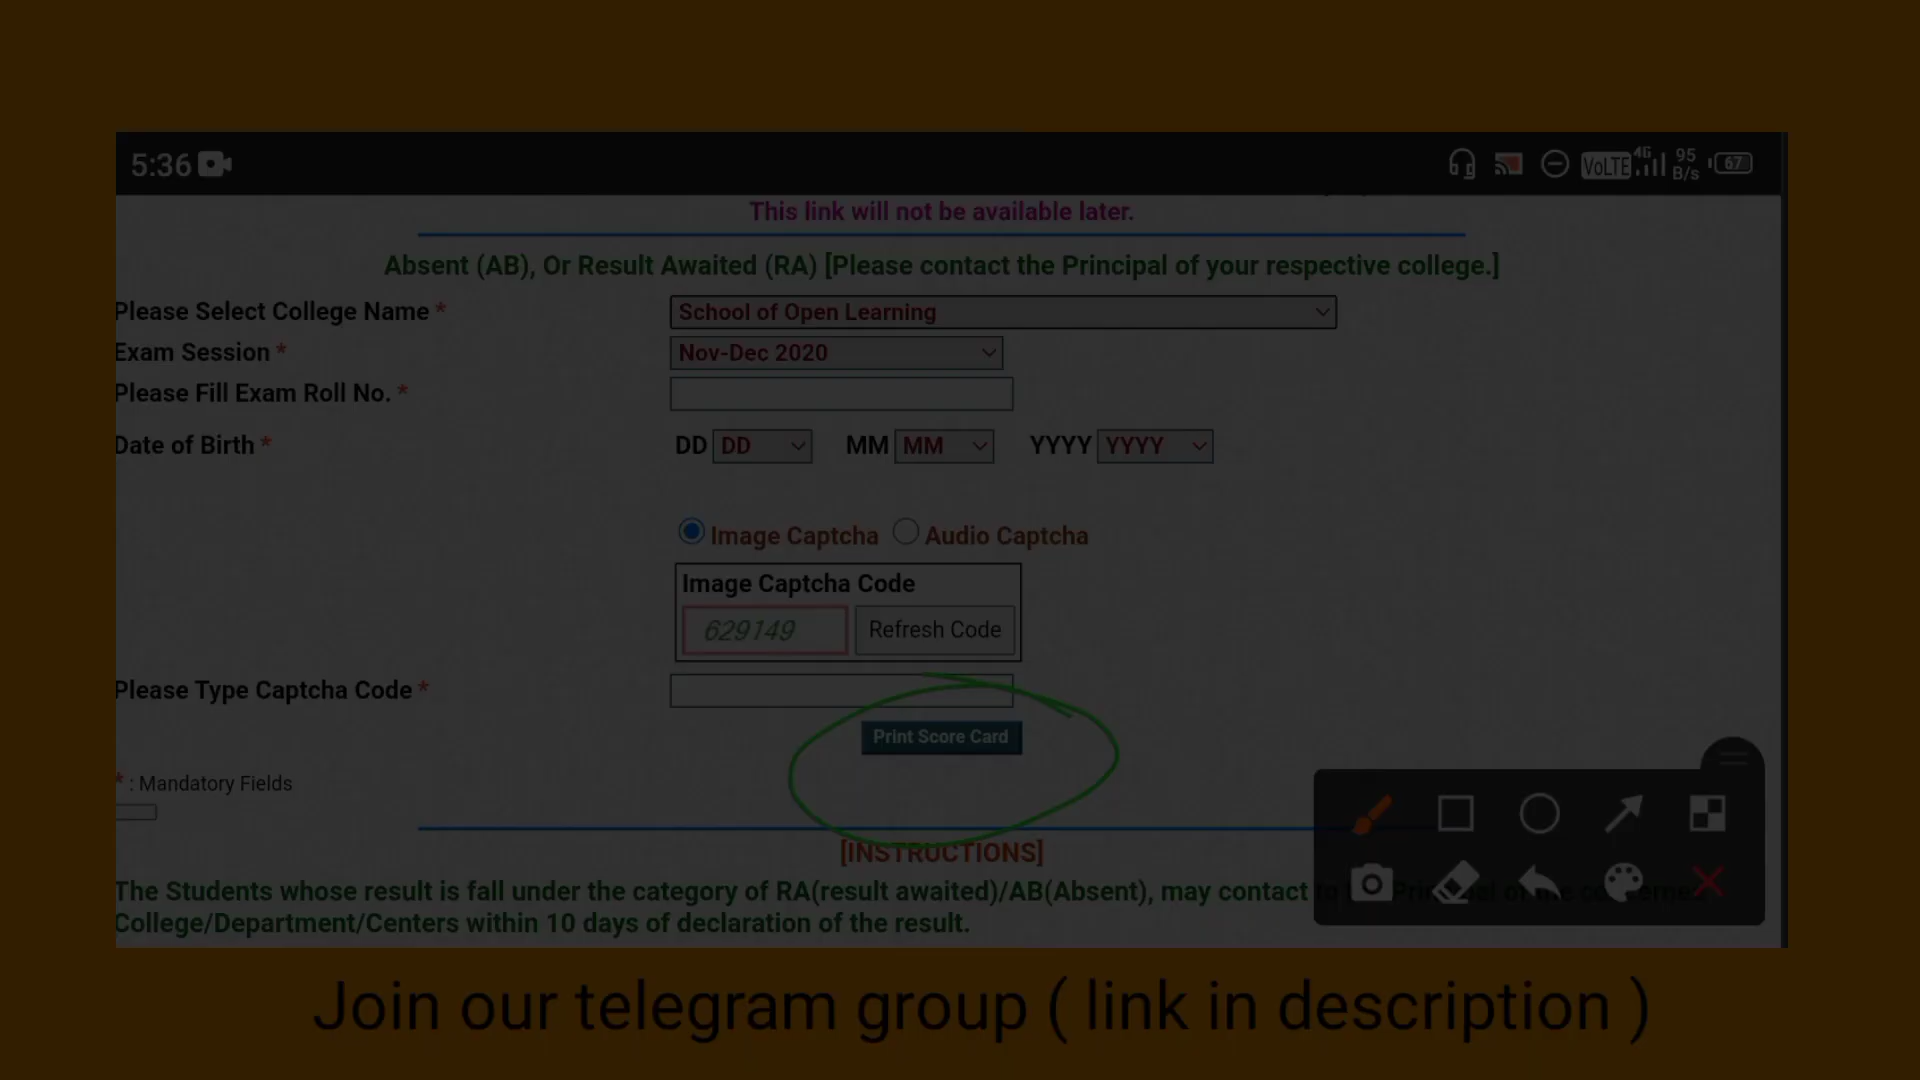 5:36 VoLTE 4G 95 B/s 67
This link will not be available later.
Absent (AB), Or Result Awaited (RA) [Please contact the Principal of your respective college.]
Please Select College Name * School of Open Learning
Exam Session * Nov-Dec 2020
Please Fill Exam Roll No. *
Date of Birth * DD DD MM MM YYYY YYYY
Image Captcha Audio Captcha
Image Captcha Code
629149 Refresh Code
Please Type Captcha Code *
Print Score Card
* : Mandatory Fields
[INSTRUCTIONS]
The Students whose result is fall under the category of RA(result awaited)/AB(Absent), may contact to
College/Department/Centers within 10 days of declaration of the result.
Join our telegram group ( link in description )